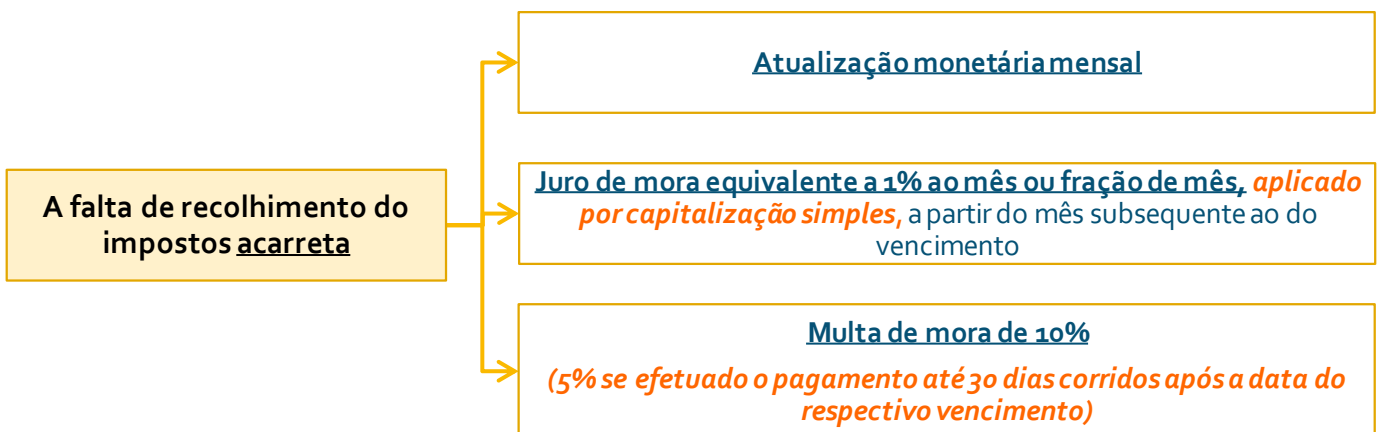 Atualização monetária mensal
A falta de recolhimento do
impostos acarreta
Juro de mora equivalente a 1% ao mês ou fração de mês, aplicado
por capitalização simples, a partir do mês subsequente ao do
vencimento
Multa de mora de 10%
(5% se efetuado o pagamento até 30 dias corridos após a data do
respectivo vencimento)